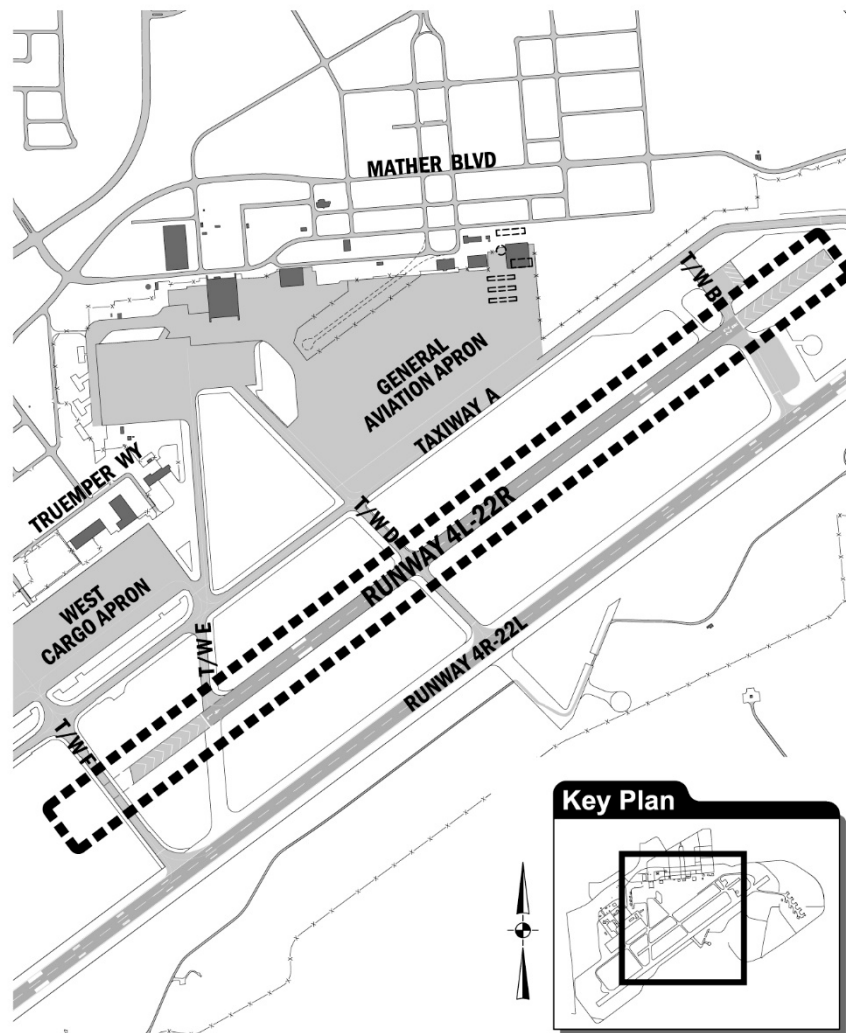 MATHER BLVD
T/W B
GENERAL
AVIATION APRON
TAXIWAY A
TRUEMPER WY
T/W D
RUNWAY 4L-22R
WEST
CARGO APRON
T/W E
RUNWAY 4R-22L
T/W F
Key Plan